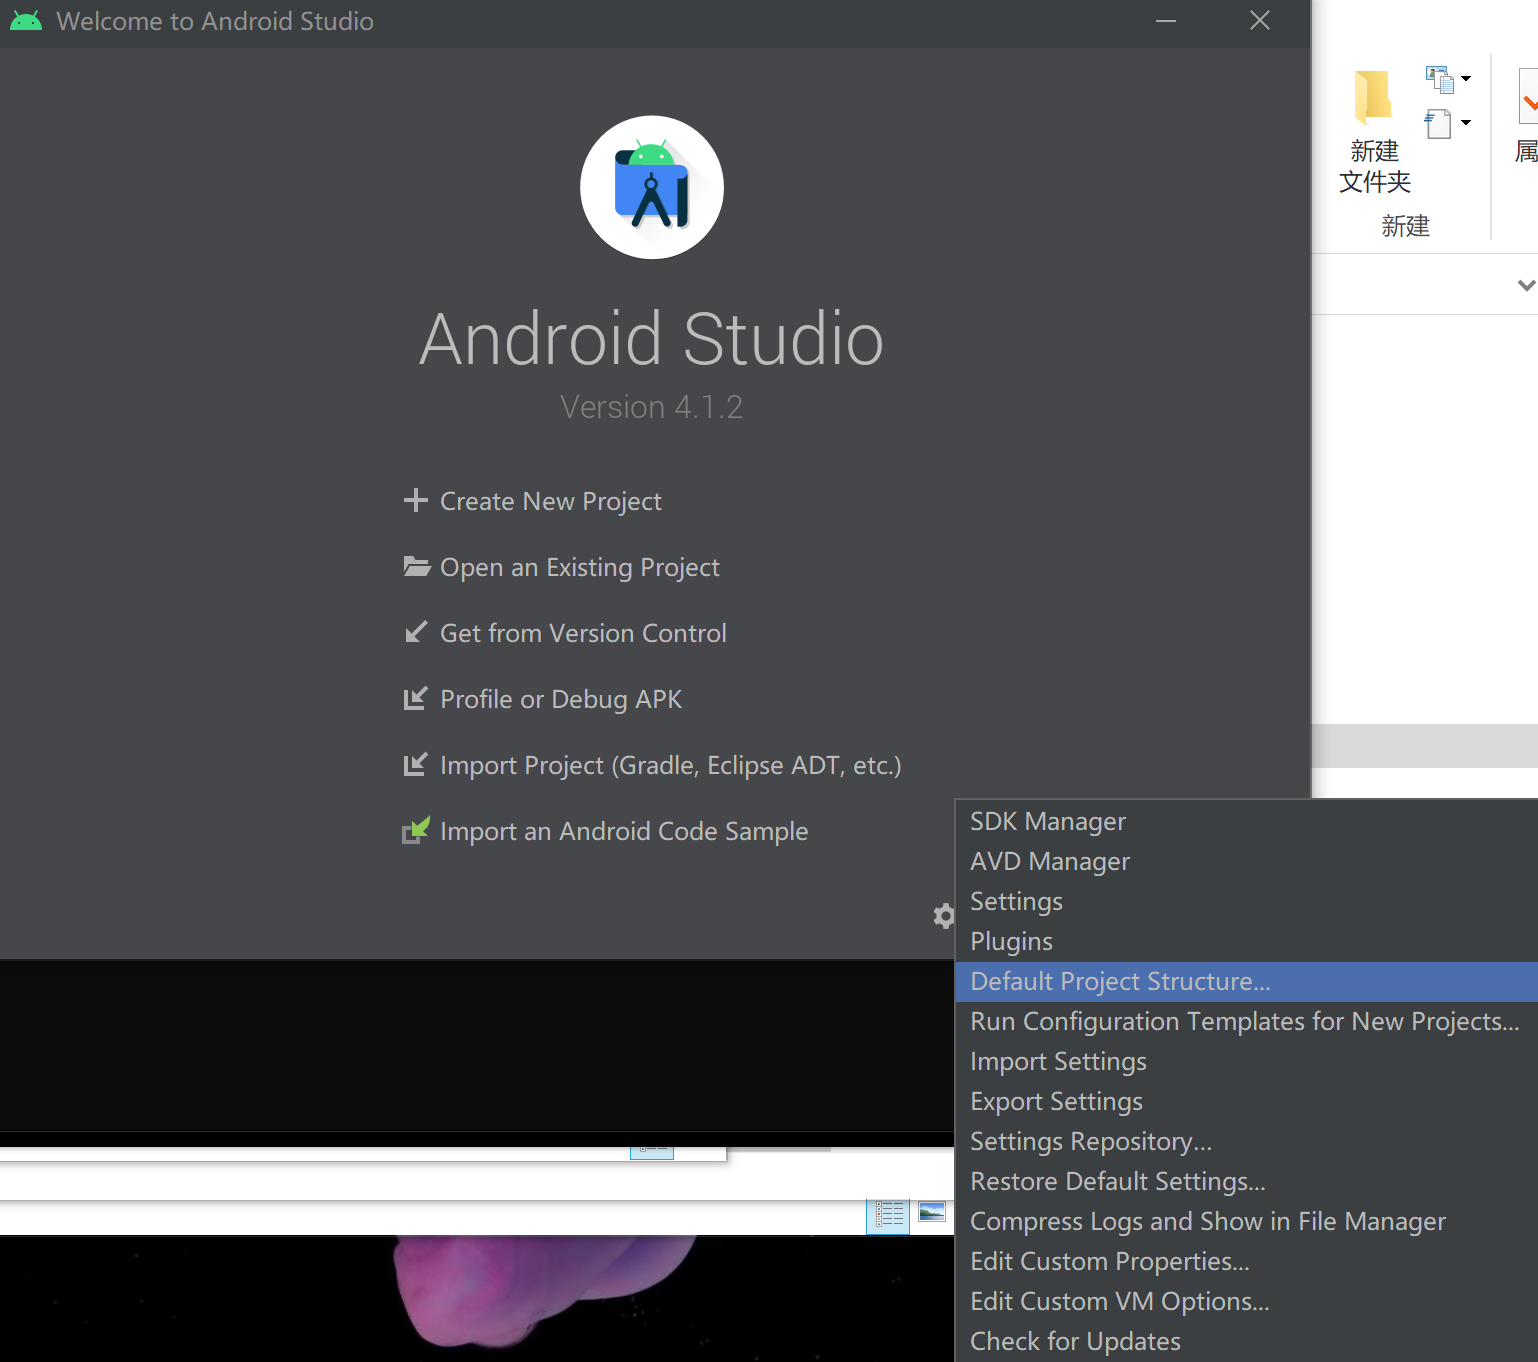 Welcome to Android Studio
Android Studio
Version 4.1.2
Create New Project
Open an Existing Project
Get from Version Control
Profile or Debug APK
Import Project (Gradle, Eclipse ADT, etc.)
Import an Android Code Sample
SDK Manager
AVD Manager
Settings
Plugins
Default Project Structure...
Run Configuration Templates for New Projects...
Import Settings
Export Settings
Settings Repository...
Restore Default Settings...
Compress Logs and Show in File Manager
Edit Custom Properties...
Edit Custom VM Options...
Check for Updates
新建
文件夹
新建
属